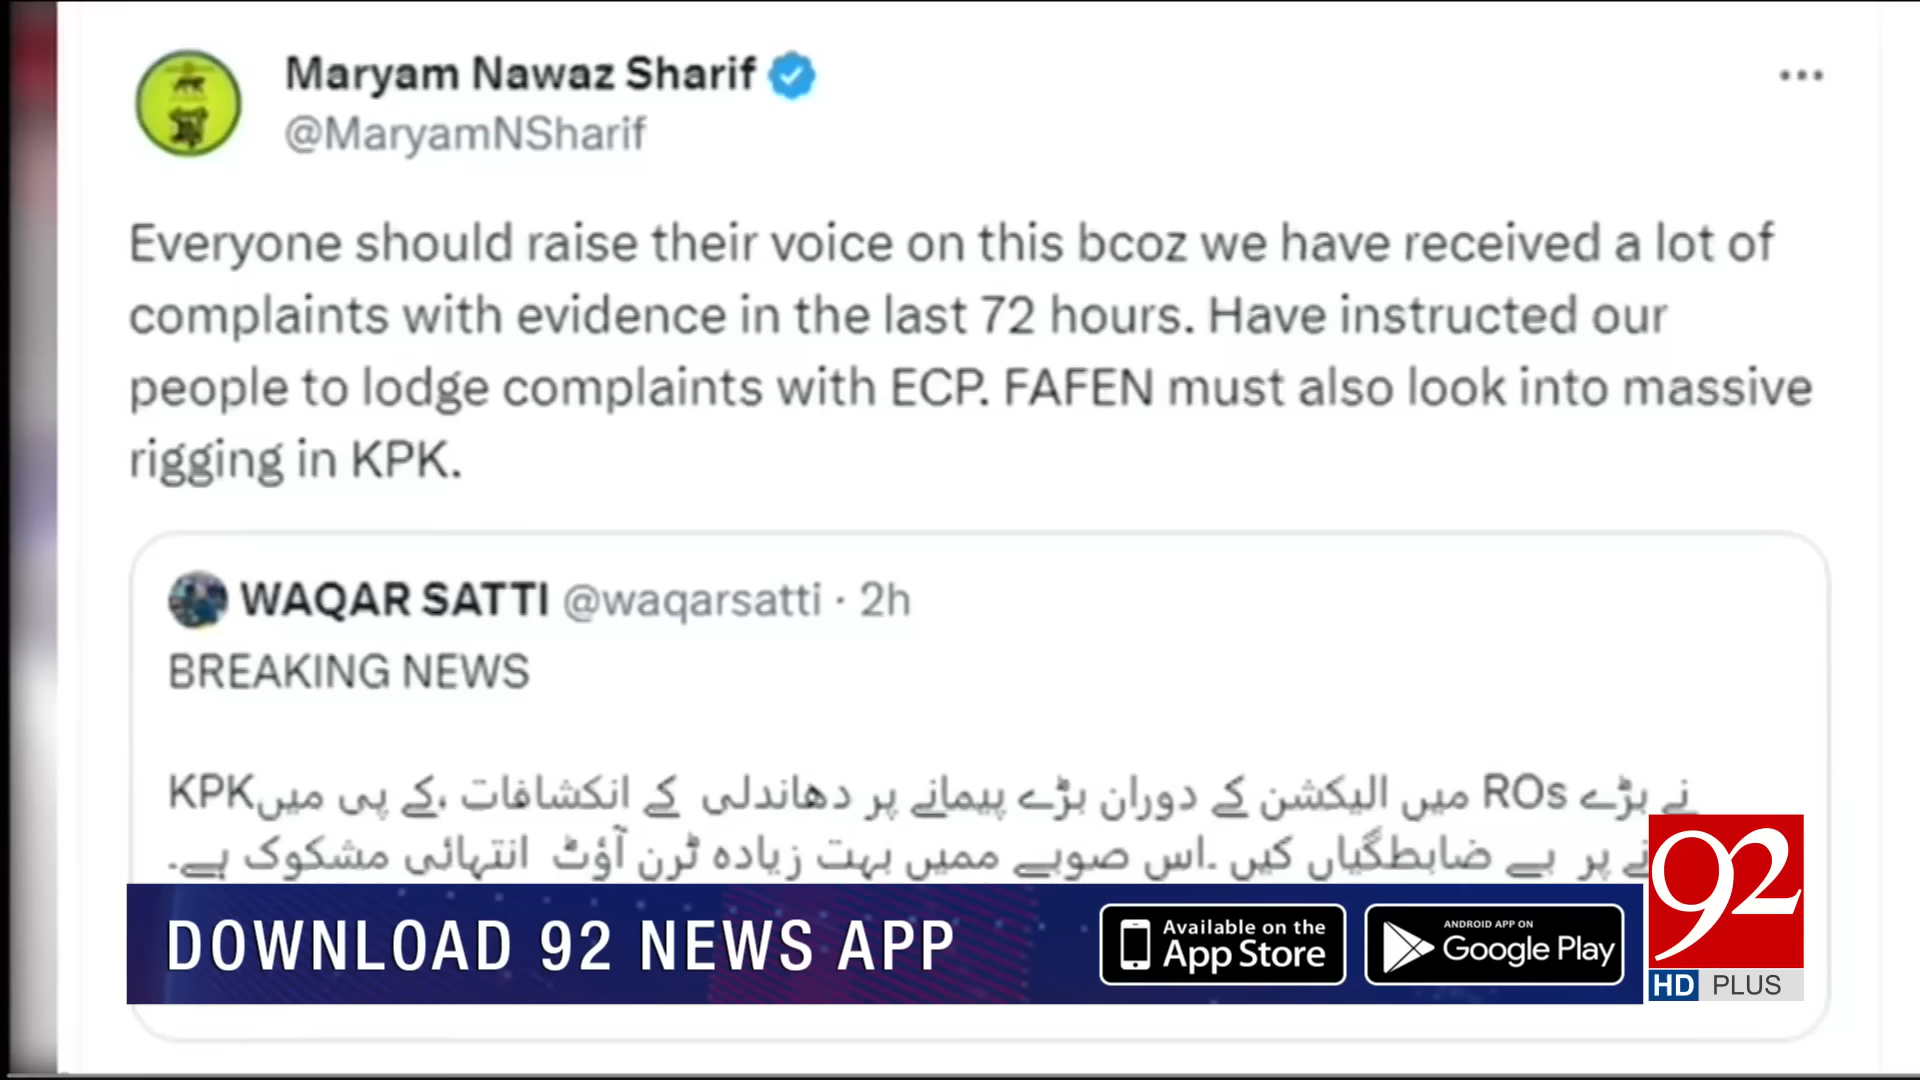 Maryam Nawaz Sharif
@MaryamNSharif
Everyone should raise their voice on this bcoz we have received a lot of
complaints with evidence in the last 72 hours. Have instructed our
people to lodge complaints with ECP. FAFEN must also look into massive
rigging in KPK.
WAQAR SATTI @waqarsatti · 2h
BREAKING NEWS
KPKمیں الیکشن کے دوران بڑے پیمانے پر دھاندلی کے انکشافات ،کے پی میں ROs نے بڑے
نے پر بے ضابطگیاں کیں ۔اس صوبے ممیں بہت زیادہ ٹرن آؤٹ انتہائی مشکوک ہے۔
DOWNLOAD 92 NEWS APP
Available on the
App Store
ANDROID APP ON
Google Play
92
HD PLUS